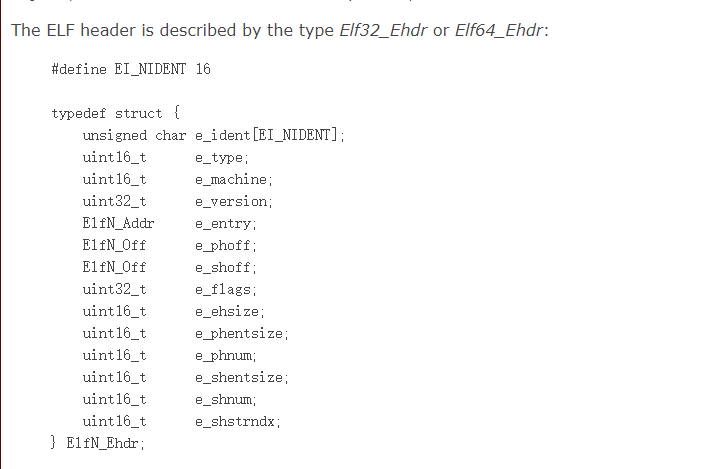 The ELF header is described by the type Elf32_Ehdr or Elf64_Ehdr:
#define EI_NIDENT 16
typedef struct {
unsigned char e_ident[EI_NIDENT];
uint16_t e_type;
uint16_t e_machine;
uint32_t e_version;
ElfN_Addr e_entry;
ElfN_Off e_phoff;
ElfN_Off e_shoff;
uint32_t e_flags;
uint16_t e_ehsize;
uint16_t e_phentsize;
uint16_t e_phnum;
uint16_t e_shentsize;
uint16_t e_shnum;
uint16_t e_shstrndx;
} ElfN_Ehdr;